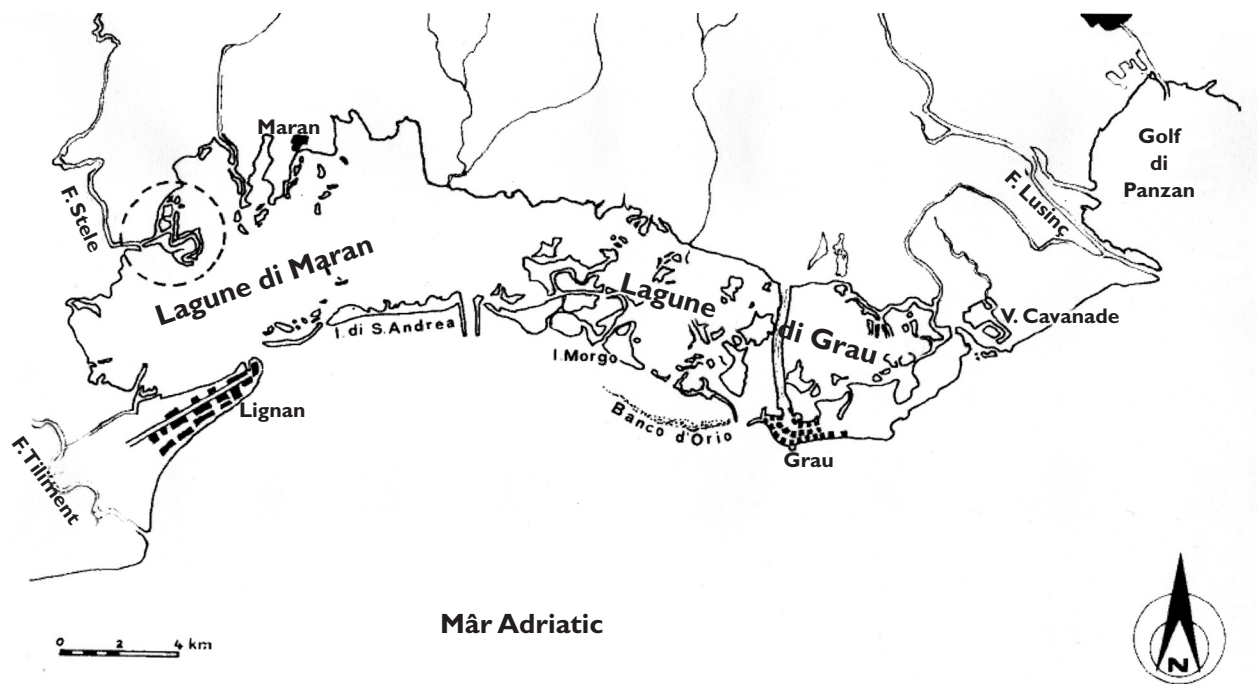 Maran
Golf
di
Panzan
F. Stele
F. Lusinç
Lagune di Maran
Lagune
di Grau
V. Cavanade
I. di S. Andrea
I. Morgo
Lignan
Banco d'Orio
Grau
F. Tiliment
Mâr Adriatic
0 2 4 km
N